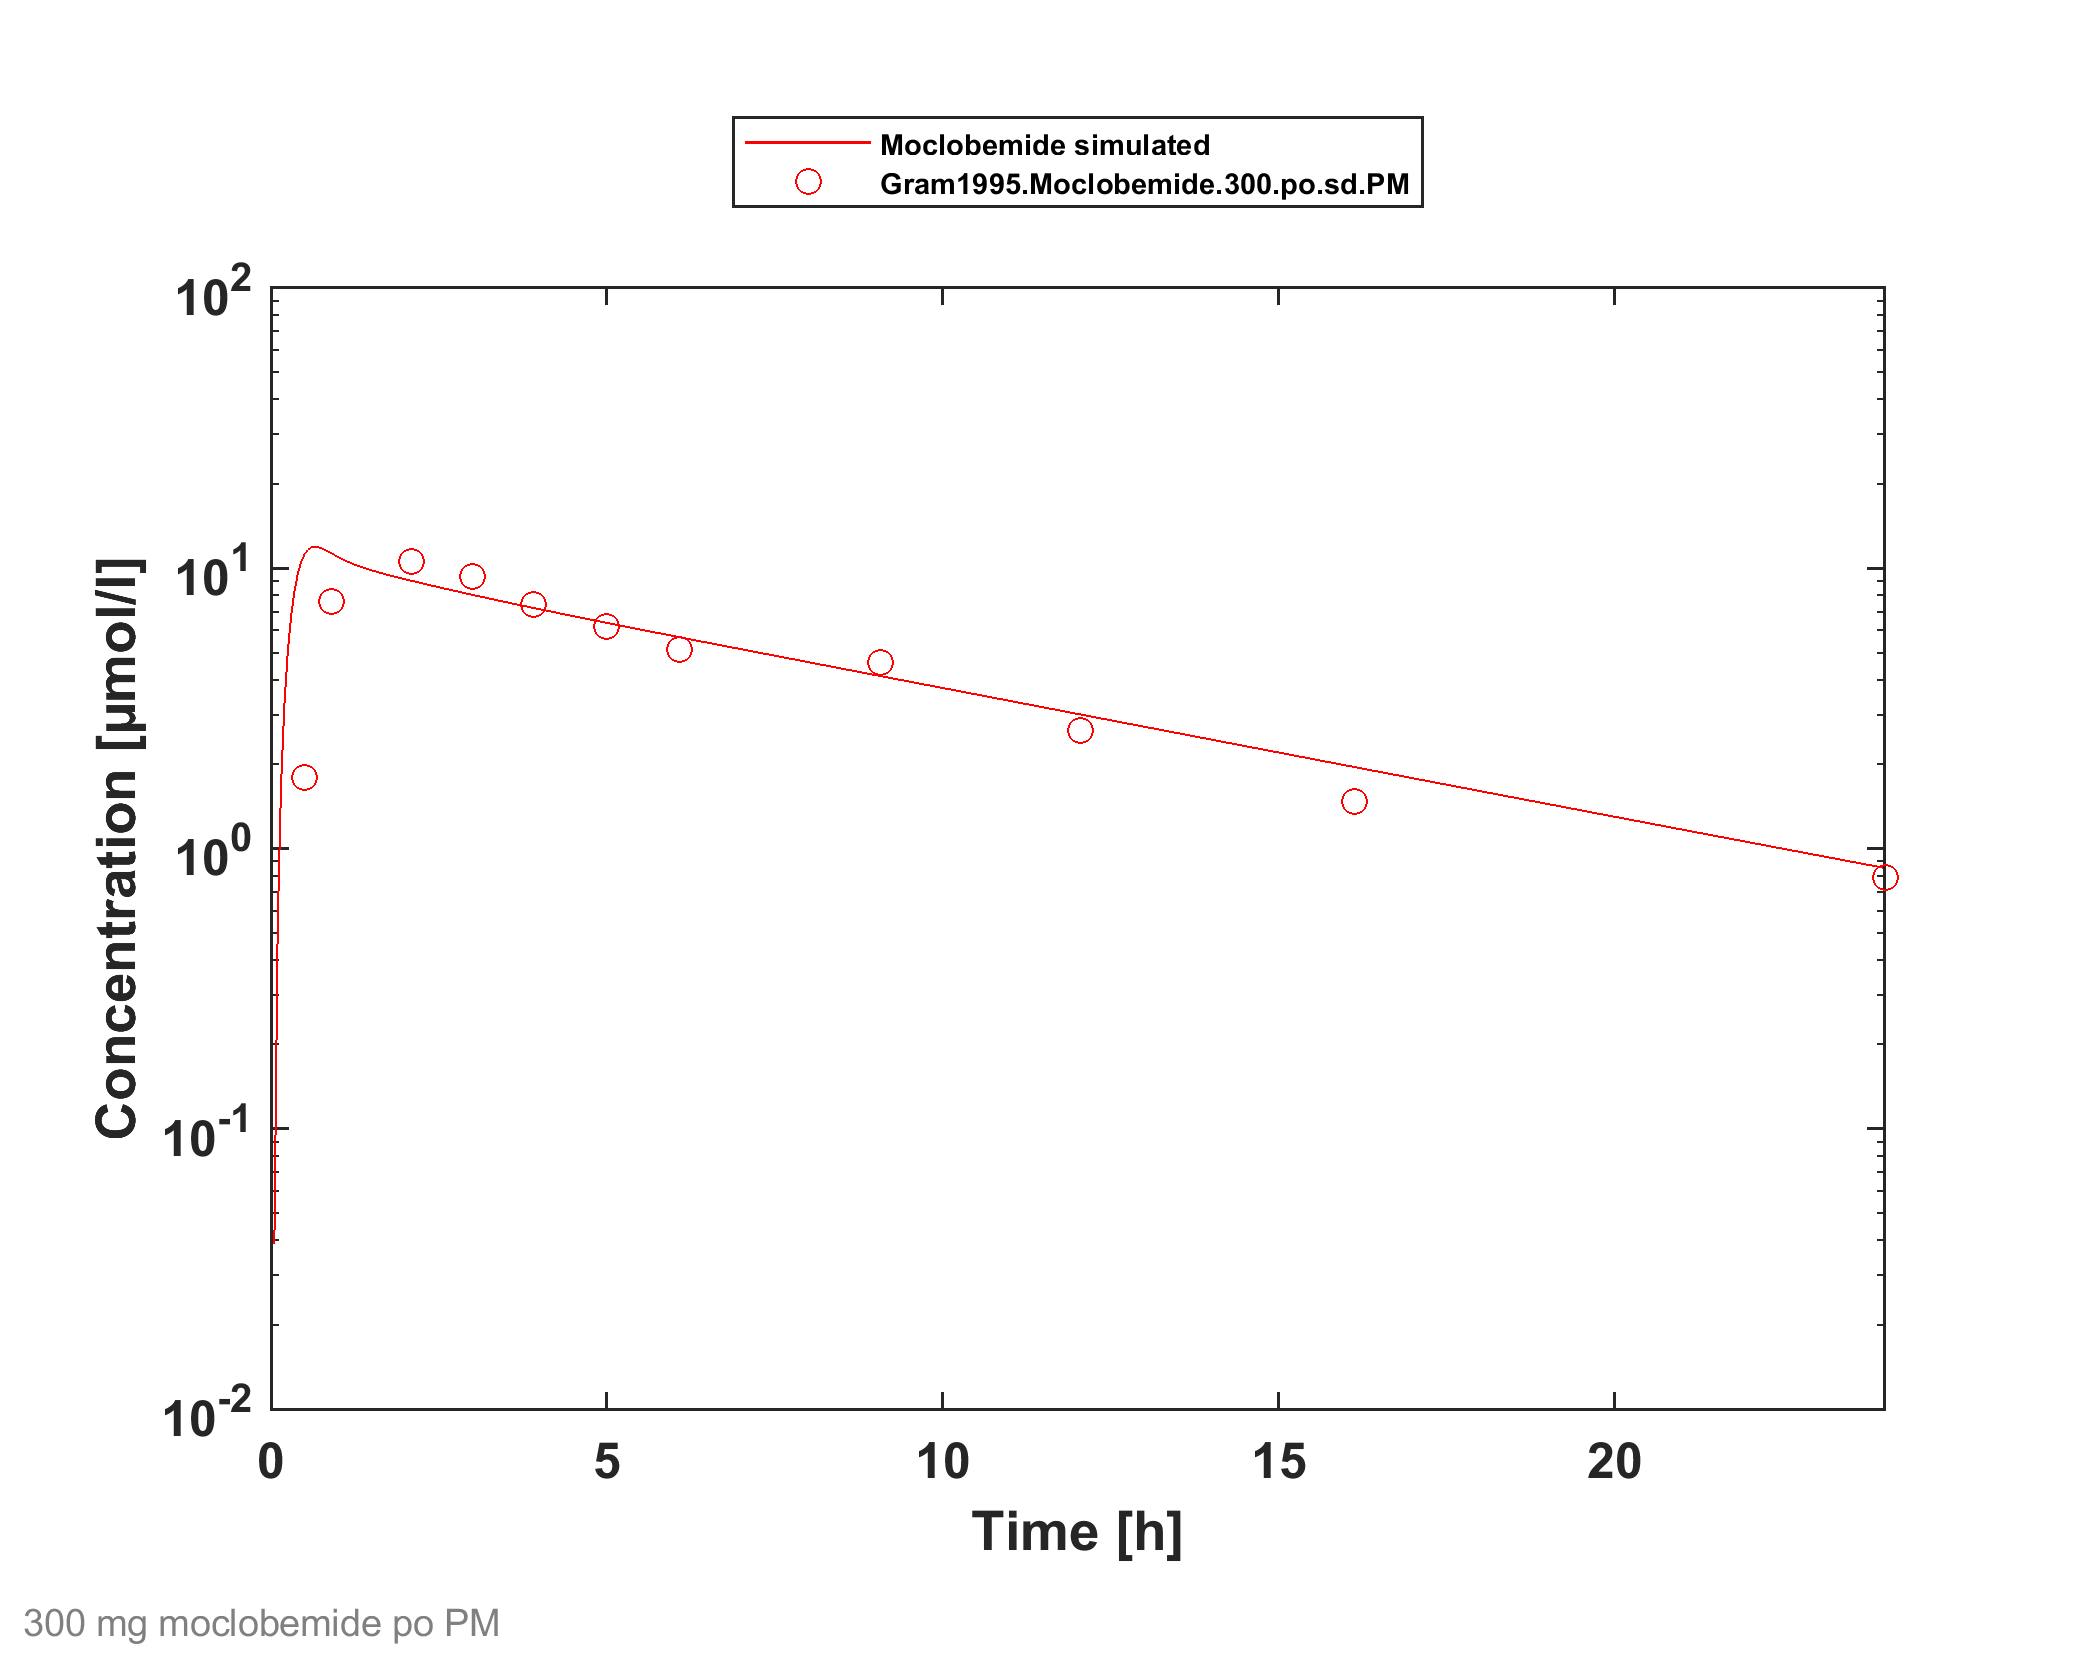 Moclobemide simulated
Gram1995.Moclobemide.300.po.sd.PM
10^2
10^1
10^0
10^-1
10^-2
Concentration [µmol/l]
0 5 10 15 20
Time [h]
300 mg moclobemide po PM